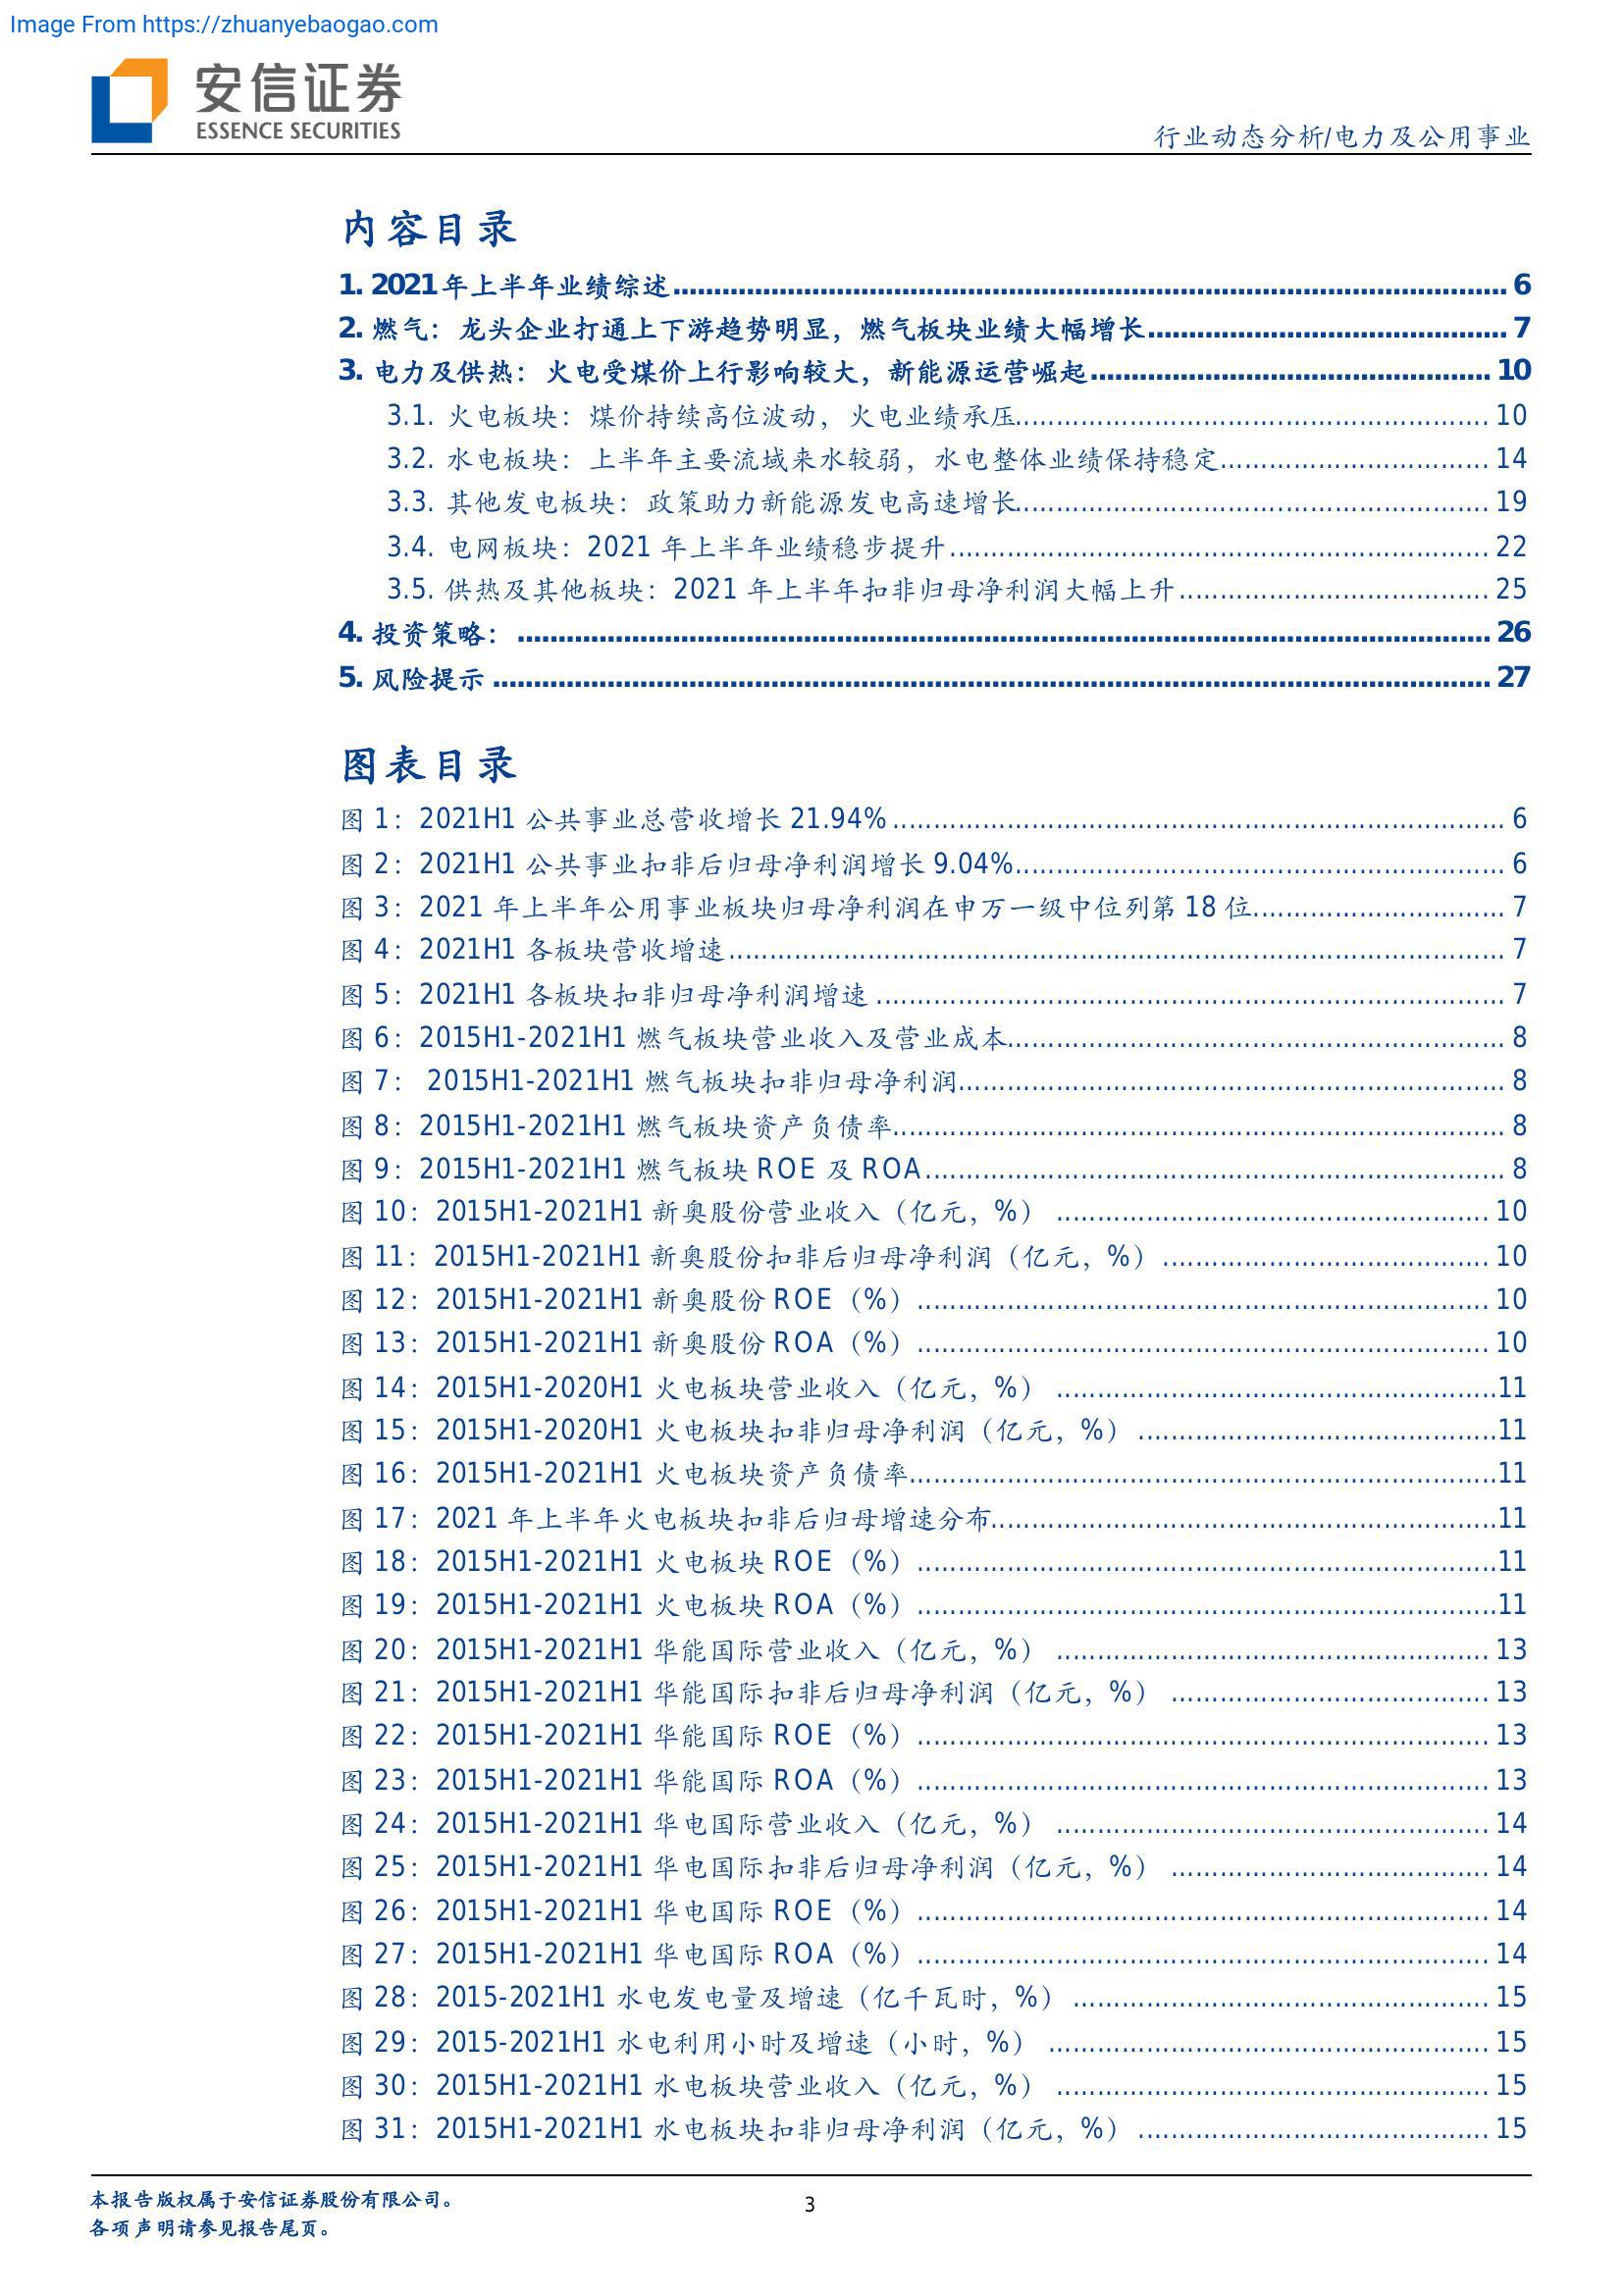 Image From https://zhuanyebaogao.com
安信证券
ESSENCE SECURITIES
行业动态分析/电力及公用事业
内容目录
1. 2021 年上半年业绩综述 6
2. 燃气：龙头企业打通上下游趋势明显，燃气板块业绩大幅增长 7
3. 电力及供热：火电受煤价上行影响较大，新能源运营崛起 10
3.1. 火电板块：煤价持续高位波动，火电业绩承压 10
3.2. 水电板块：上半年主要流域来水较弱，水电整体业绩保持稳定 14
3.3. 其他发电板块：政策助力新能源发电高速增长 19
3.4. 电网板块：2021 年上半年业绩稳步提升 22
3.5. 供热及其他板块：2021 年上半年扣非归母净利润大幅上升 25
4. 投资策略： 26
5. 风险提示 27
图表目录
图 1：2021H1 公共事业总营收增长 21.94% 6
图 2：2021H1 公共事业扣非后归母净利润增长 9.04% 6
图 3：2021 年上半年公用事业板块归母净利润在申万一级中位列第 18 位 7
图 4：2021H1 各板块营收增速 7
图 5：2021H1 各板块扣非归母净利润增速 7
图 6：2015H1-2021H1 燃气板块营业收入及营业成本 8
图 7： 2015H1-2021H1 燃气板块扣非归母净利润 8
图 8：2015H1-2021H1 燃气板块资产负债率 8
图 9：2015H1-2021H1 燃气板块 ROE 及 ROA 8
图 10：2015H1-2021H1 新奥股份营业收入（亿元，%） 10
图 11：2015H1-2021H1 新奥股份扣非后归母净利润（亿元，%） 10
图 12：2015H1-2021H1 新奥股份 ROE（%） 10
图 13：2015H1-2021H1 新奥股份 ROA（%） 10
图 14：2015H1-2020H1 火电板块营业收入（亿元，%） 11
图 15：2015H1-2020H1 火电板块扣非归母净利润（亿元，%） 11
图 16：2015H1-2021H1 火电板块资产负债率 11
图 17：2021 年上半年火电板块扣非后归母增速分布 11
图 18：2015H1-2021H1 火电板块 ROE（%） 11
图 19：2015H1-2021H1 火电板块 ROA（%） 11
图 20：2015H1-2021H1 华能国际营业收入（亿元，%） 13
图 21：2015H1-2021H1 华能国际扣非后归母净利润（亿元，%） 13
图 22：2015H1-2021H1 华能国际 ROE（%） 13
图 23：2015H1-2021H1 华能国际 ROA（%） 13
图 24：2015H1-2021H1 华电国际营业收入（亿元，%） 14
图 25：2015H1-2021H1 华电国际扣非后归母净利润（亿元，%） 14
图 26：2015H1-2021H1 华电国际 ROE（%） 14
图 27：2015H1-2021H1 华电国际 ROA（%） 14
图 28：2015-2021H1 水电发电量及增速（亿千瓦时，%） 15
图 29：2015-2021H1 水电利用小时及增速（小时，%） 15
图 30：2015H1-2021H1 水电板块营业收入（亿元，%） 15
图 31：2015H1-2021H1 水电板块扣非归母净利润（亿元，%） 15
本报告版权属于安信证券股份有限公司。
各项声明请参见报告尾页。
3